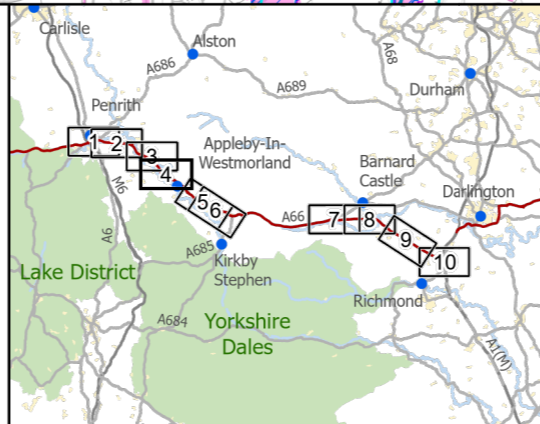 Carlisle
Alston
A686
A689
A68
Durham
Penrith
1
2
3
4
5
6
Appleby-In-
Westmorland
Barnard
Castle
Darlington
M6
A6
A66
7
8
9
10
A685
Kirkby
Stephen
Lake District
Richmond
A684
Yorkshire
Dales
A1(M)